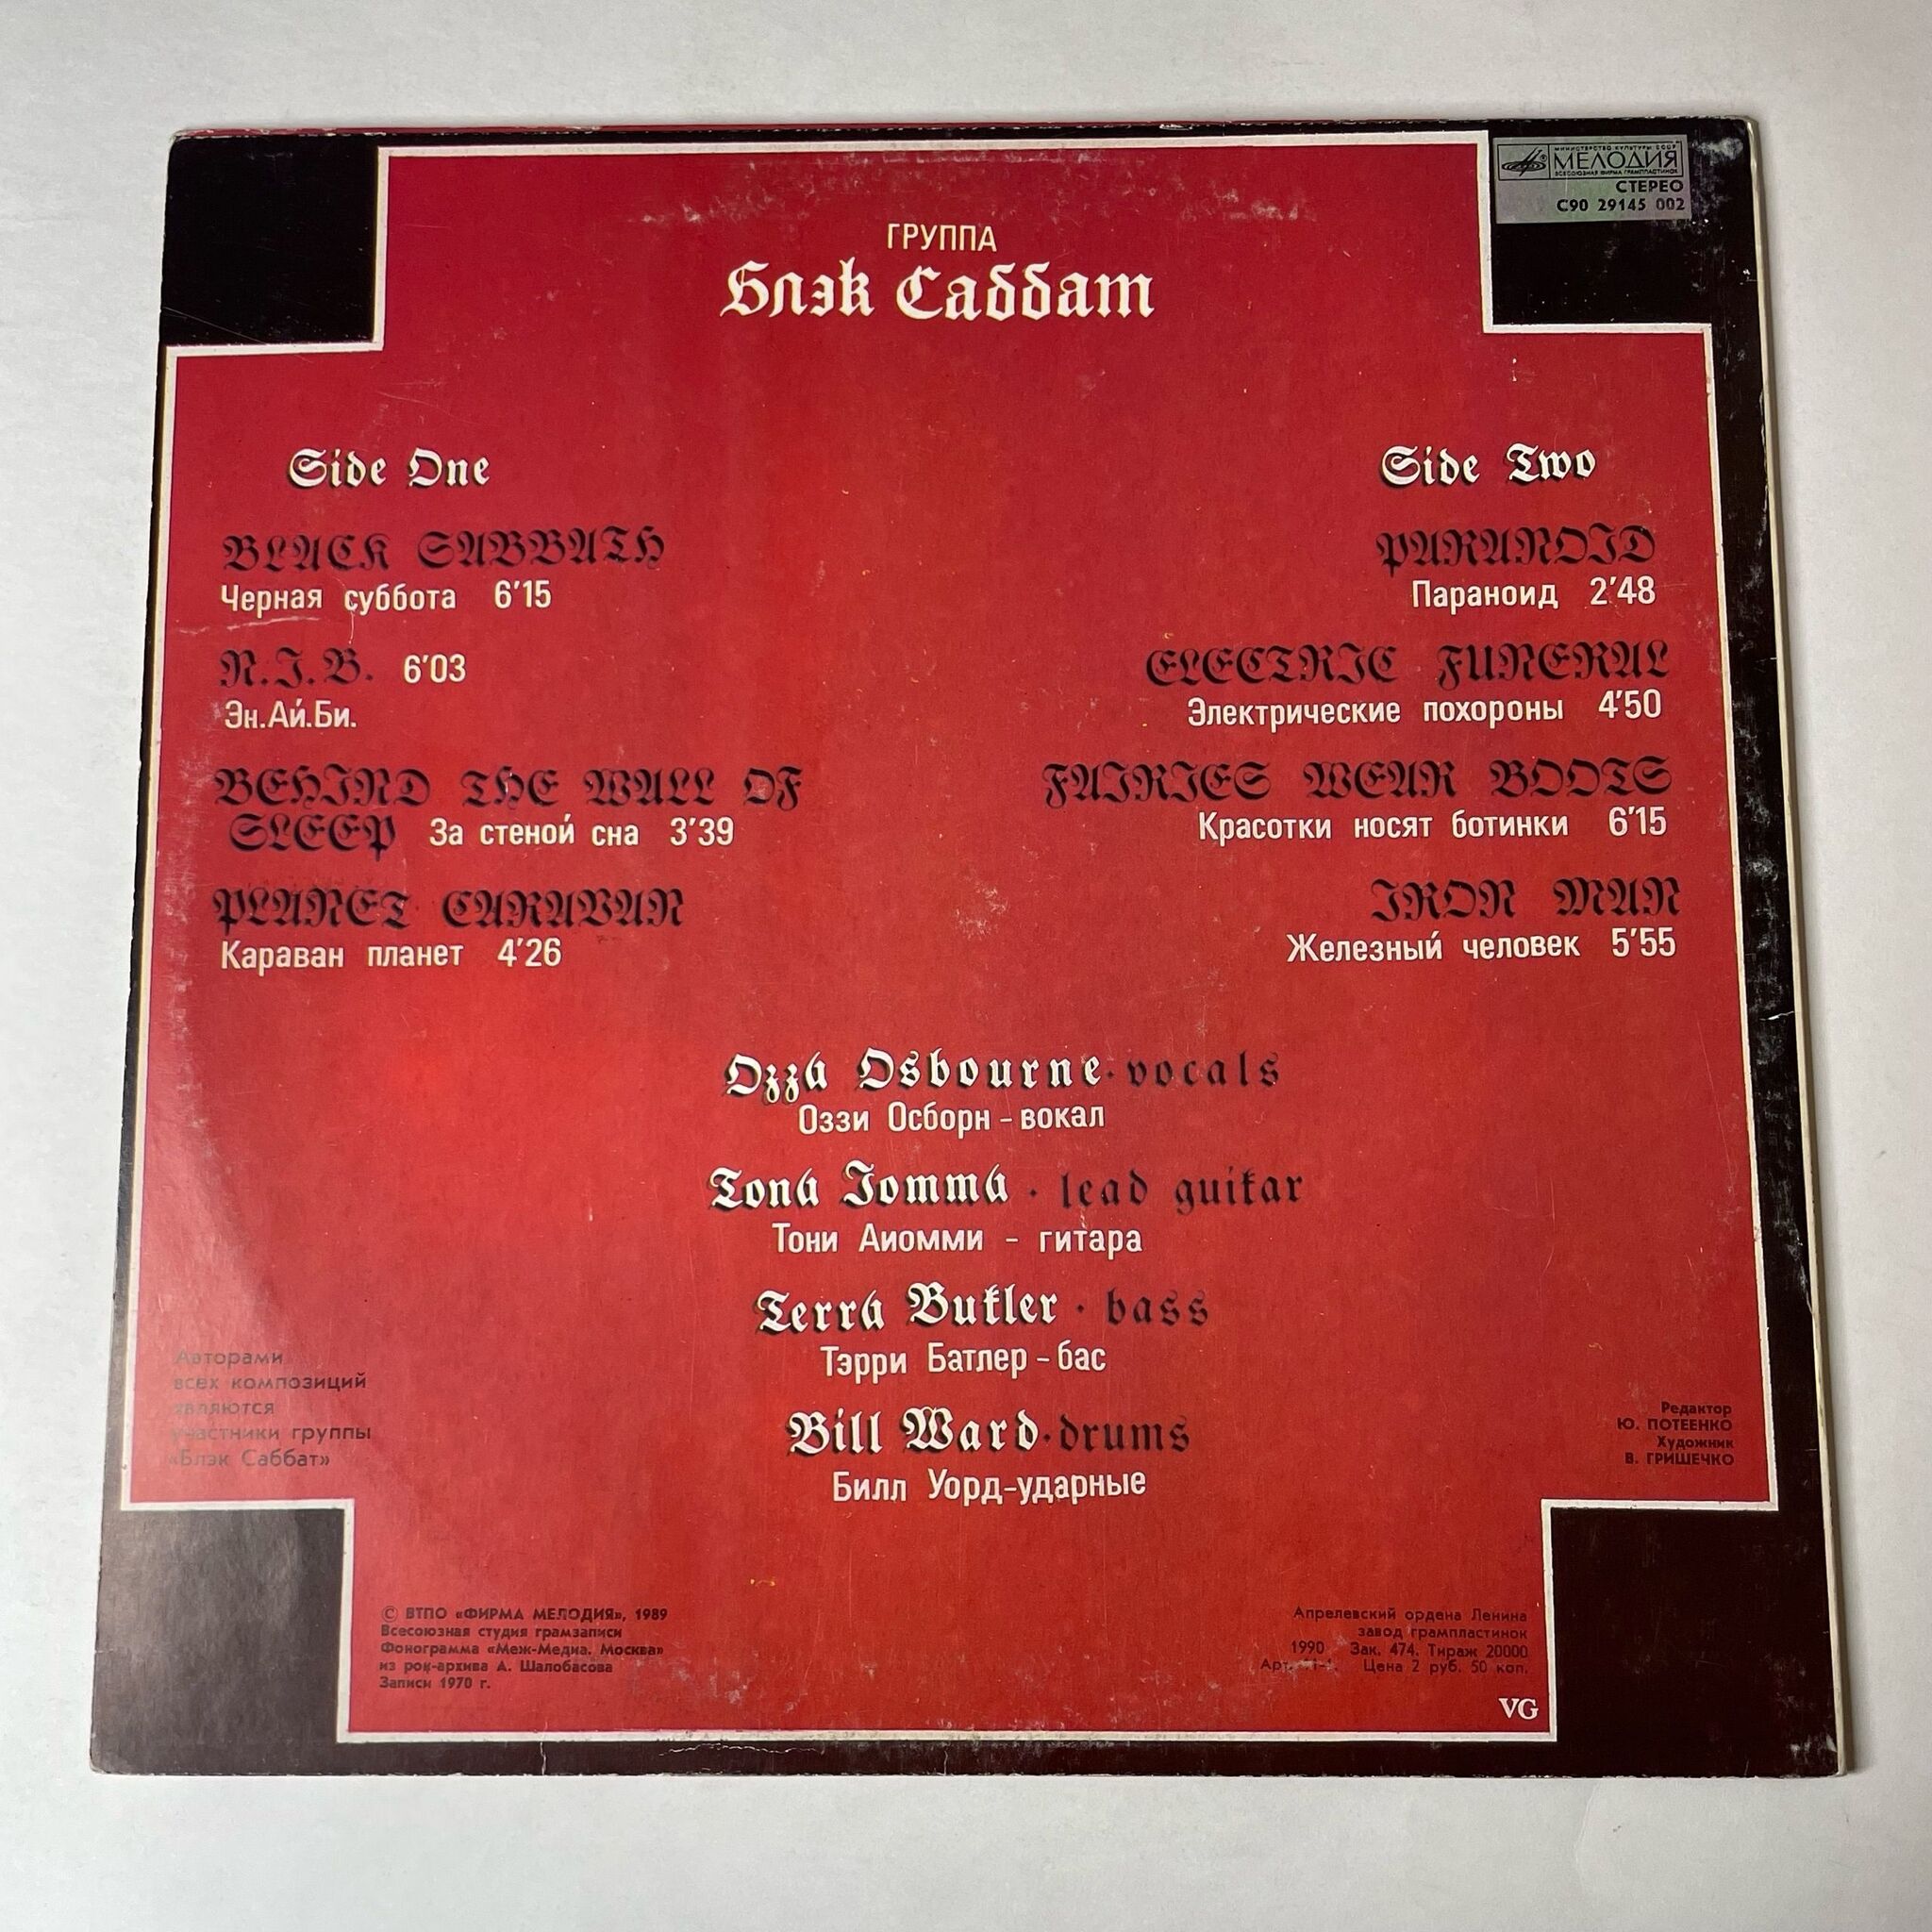 МИНИСТЕРСТВО КУЛЬТУРЫ СССР
МЕЛОДИЯ
ВСЕСОЮЗНАЯ ФИРМА ГРАМПЛАСТИНОК
СТЕРЕО
С90 29145 002
ГРУППА
Блэк Саббат
Side One
BLACK SABBATH
Черная суббота 6'15
N.I.B. 6'03
Эн.Ай.Би.
BEHIND THE WALL OF
SLEEP За стеной сна 3'39
PLANET CARAVAN
Караван планет 4'26
Side Two
PARANOID
Параноид 2'48
ELECTRIC FUNERAL
Электрические похороны 4'50
FAIRIES WEAR BOOTS
Красотки носят ботинки 6'15
IRON MAN
Железный человек 5'55
Ozza Osbourne·vocals
Оззи Осборн – вокал
Tona Iomma · lead guitar
Тони Аиомми – гитара
Terra Butler · bass
Тэрри Батлер – бас
Bill Ward·drums
Билл Уорд-ударные
Авторами
всех композиций
являются
участники группы
«Блэк Саббат»
Редактор
Ю. ПОТЕЕНКО
Художник
В. ГРИШЕЧКО
© ВТПО «ФИРМА МЕЛОДИЯ», 1989
Всесоюзная студия грамзаписи
Фонограмма «Меж-Медиа. Москва»
из рок-архива А. Шалобасова
Записи 1970 г.
Апрелевский ордена Ленина
завод грампластинок
1990 Зак. 474. Тираж 20000
Арт. Цена 2 руб. 50 коп.
VG